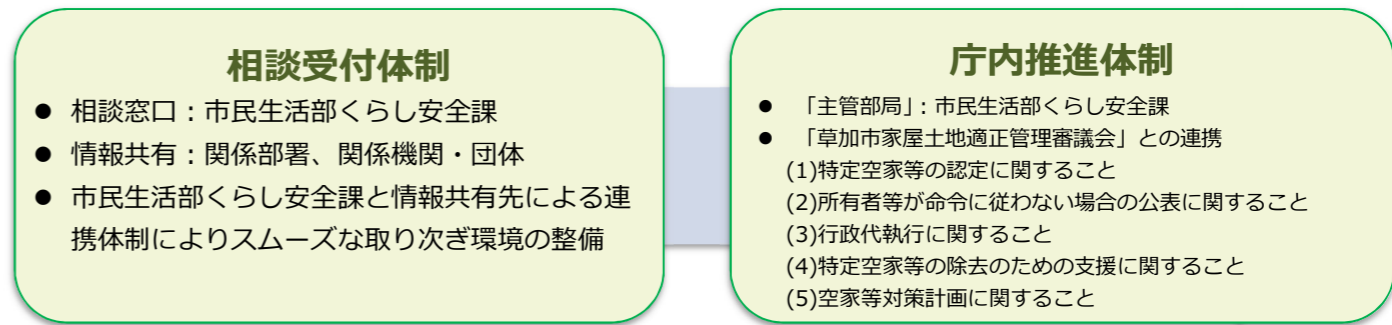 相談受付体制
● 相談窓口：市民生活部くらし安全課
● 情報共有：関係部署、関係機関・団体
● 市民生活部くらし安全課と情報共有先による連
携体制によりスムーズな取り次ぎ環境の整備
庁内推進体制
● 「主管部局」：市民生活部くらし安全課
● 「草加市家屋土地適正管理審議会」との連携
(1)特定空家等の認定に関すること
(2)所有者等が命令に従わない場合の公表に関すること
(3)行政代執行に関すること
(4)特定空家等の除去のための支援に関すること
(5)空家等対策計画に関すること